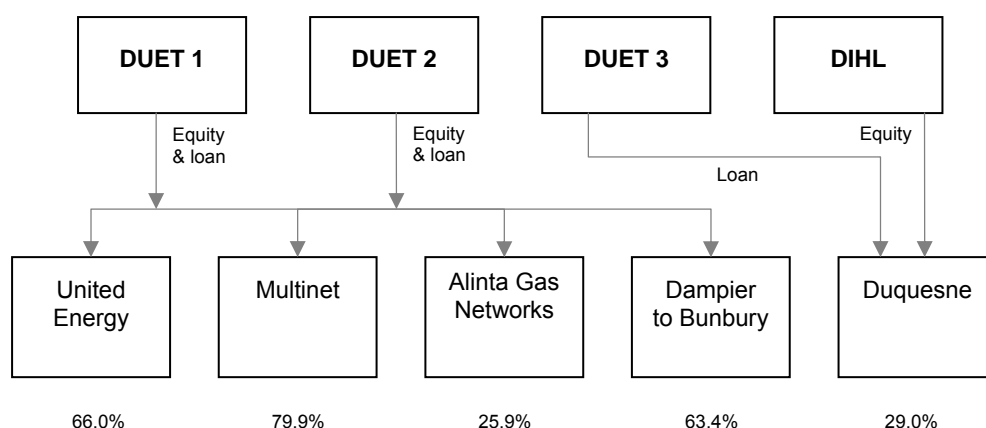 DUET 1
DUET 2
DUET 3
DIHL
Equity
& loan
Equity
& loan
Equity
Loan
United
Energy
Multinet
Alinta Gas
Networks
Dampier
to Bunbury
Duquesne
66.0%
79.9%
25.9%
63.4%
29.0%